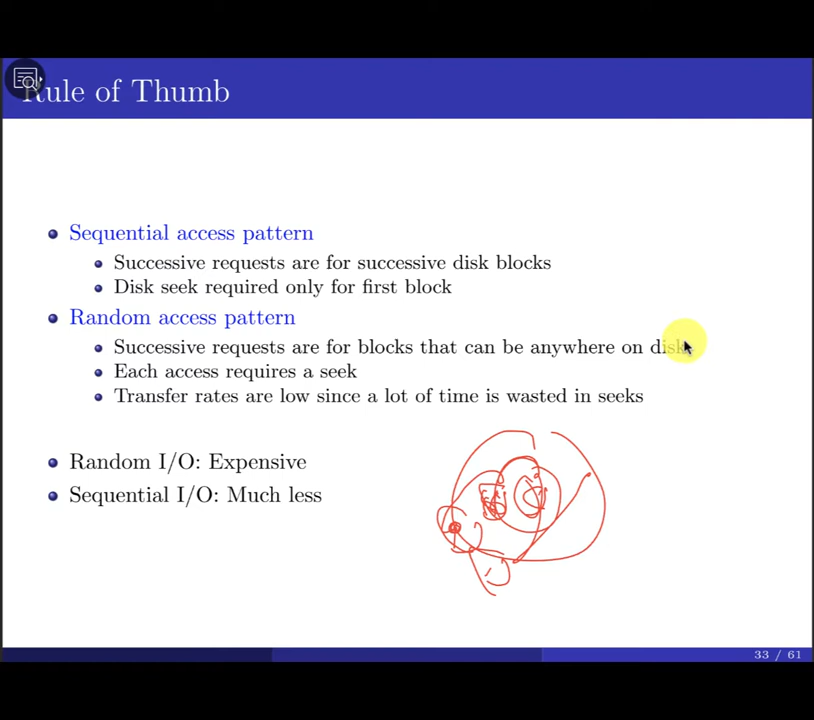 Rule of Thumb
Sequential access pattern
Successive requests are for successive disk blocks
Disk seek required only for first block
Random access pattern
Successive requests are for blocks that can be anywhere on disk
Each access requires a seek
Transfer rates are low since a lot of time is wasted in seeks
Random I/O: Expensive
Sequential I/O: Much less
33 / 61